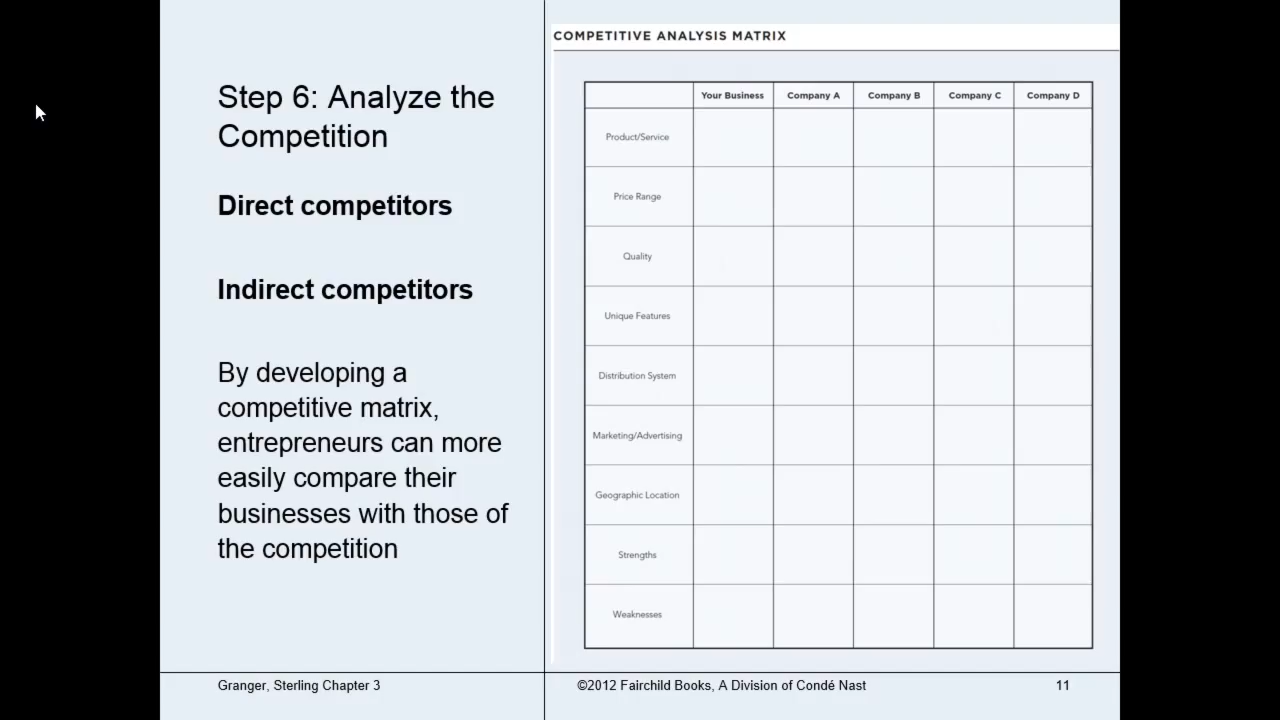 Step 6: Analyze the
Competition
Direct competitors
Indirect competitors
By developing a
competitive matrix,
entrepreneurs can more
easily compare their
businesses with those of
the competition
COMPETITIVE ANALYSIS MATRIX
Your Business Company A Company B Company C Company D
Product/Service
Price Range
Quality
Unique Features
Distribution System
Marketing/Advertising
Geographic Location
Strengths
Weaknesses
Granger, Sterling Chapter 3
©2012 Fairchild Books, A Division of Condé Nast
11